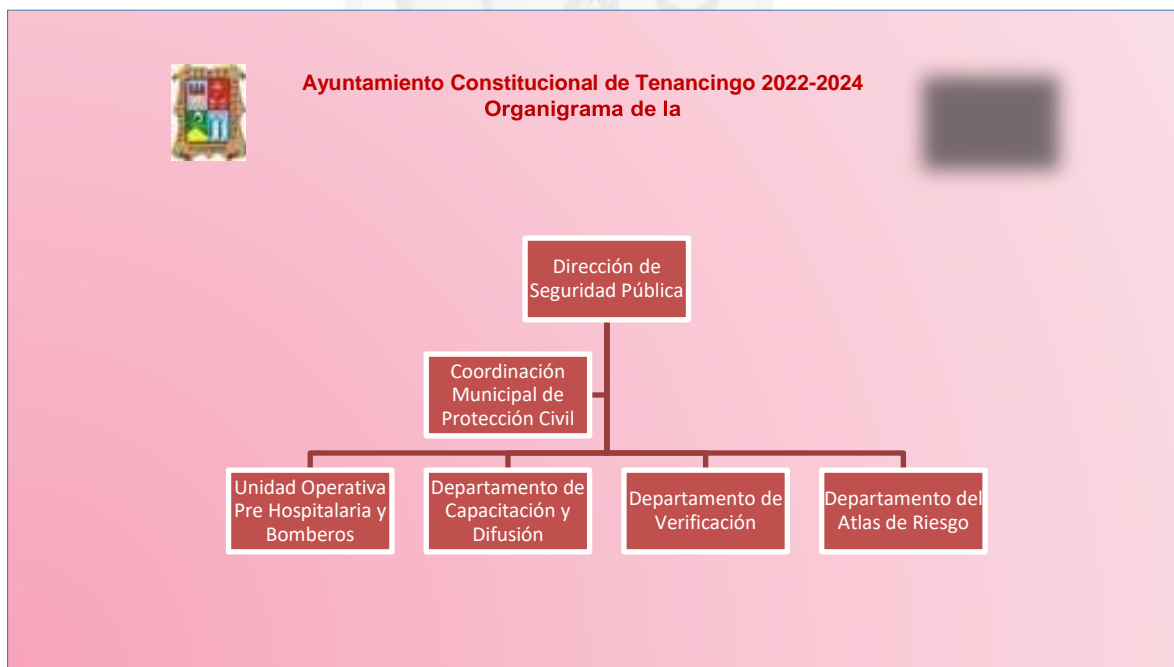 Ayuntamiento Constitucional de Tenancingo 2022-2024
Organigrama de la
Dirección de
Seguridad Pública
Coordinación
Municipal de
Protección Civil
Unidad Operativa
Pre Hospitalaria y
Bomberos
Departamento de
Capacitación y
Difusión
Departamento de
Verificación
Departamento del
Atlas de Riesgo